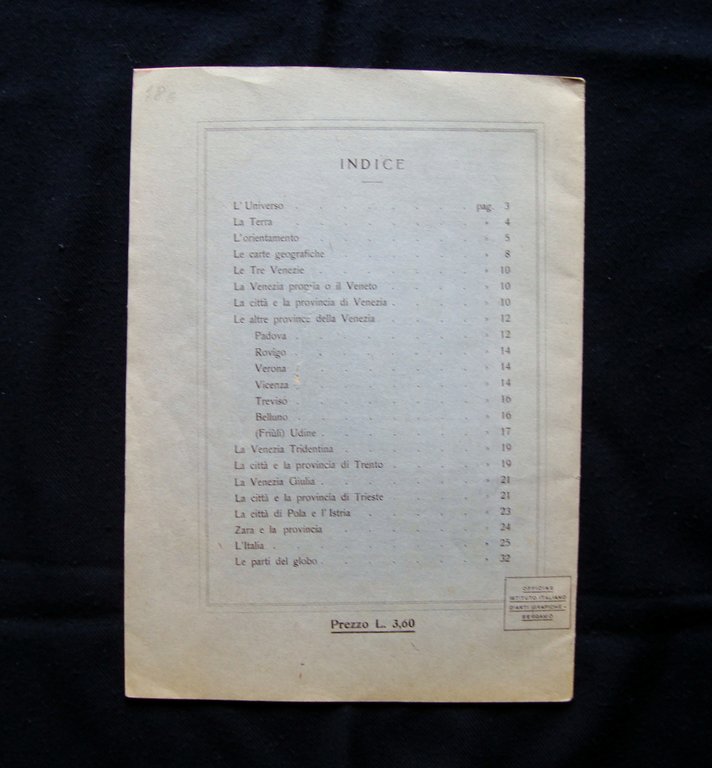 INDICE
L'Universo . . . . . . . . . pag. 3
La Terra . . . . . . . . . » 4
L'orientamento . . . . . . . . » 5
Le carte geografiche . . . . . . . » 8
Le Tre Venezie . . . . . . . . » 10
La Venezia propria o il Veneto . . . . . » 10
La città e la provincia di Venezia . . . . . » 10
Le altre province della Venezia . . . . . » 12
Padova . . . . . . . . » 12
Rovigo . . . . . . . . » 14
Verona . . . . . . . . » 14
Vicenza . . . . . . . . » 14
Treviso . . . . . . . . » 16
Belluno . . . . . . . . » 16
(Friùli) Udine . . . . . . . » 17
La Venezia Tridentina . . . . . . » 19
La città e la provincia di Trento . . . . . » 19
La Venezia Giulia . . . . . . . » 21
La città e la provincia di Trieste . . . . . » 21
La città di Pola e l'Istria . . . . . . » 23
Zara e la provincia . . . . . . . » 24
L'Italia . . . . . . . . . » 25
Le parti del globo . . . . . . . » 32
OFFICINE
ISTITUTO ITALIANO
D'ARTI GRAFICHE -
BERGAMO
Prezzo L. 3,60